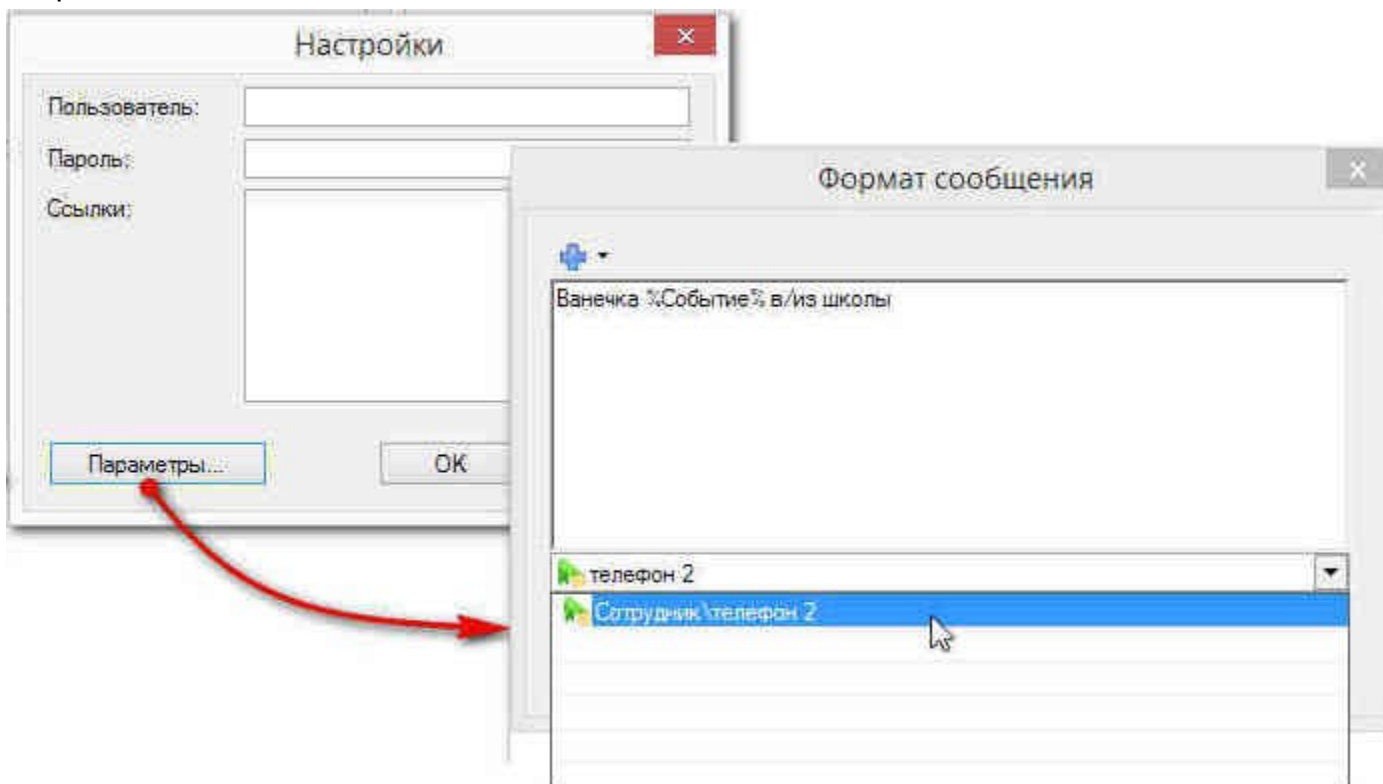 Настройки
Пользователь:
Пароль:
Ссылки:
Параметры...
OK
Формат сообщения
Ванечка %Событие% в/из школы
телефон 2
Сотрудник\телефон 2